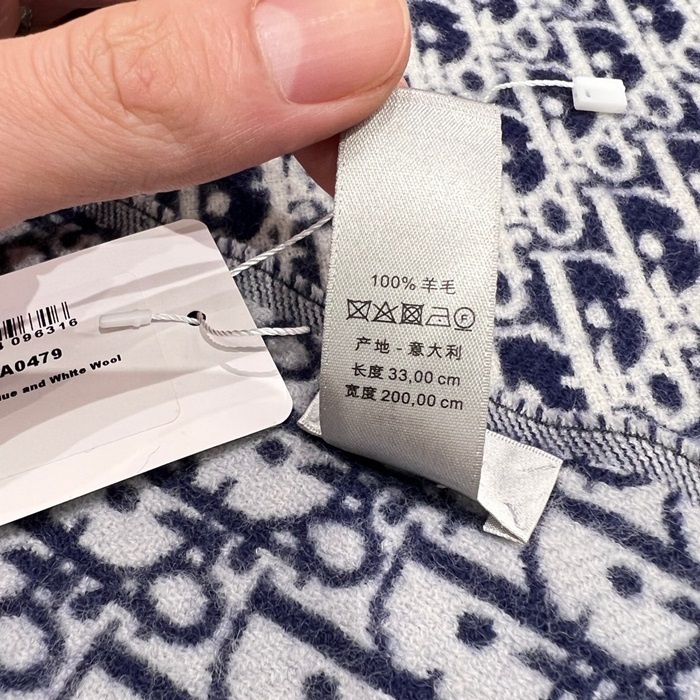 096316
A0479
lue and White Wool
100% 羊毛
产地 - 意大利
长度 33,00 cm
宽度 200,00 cm